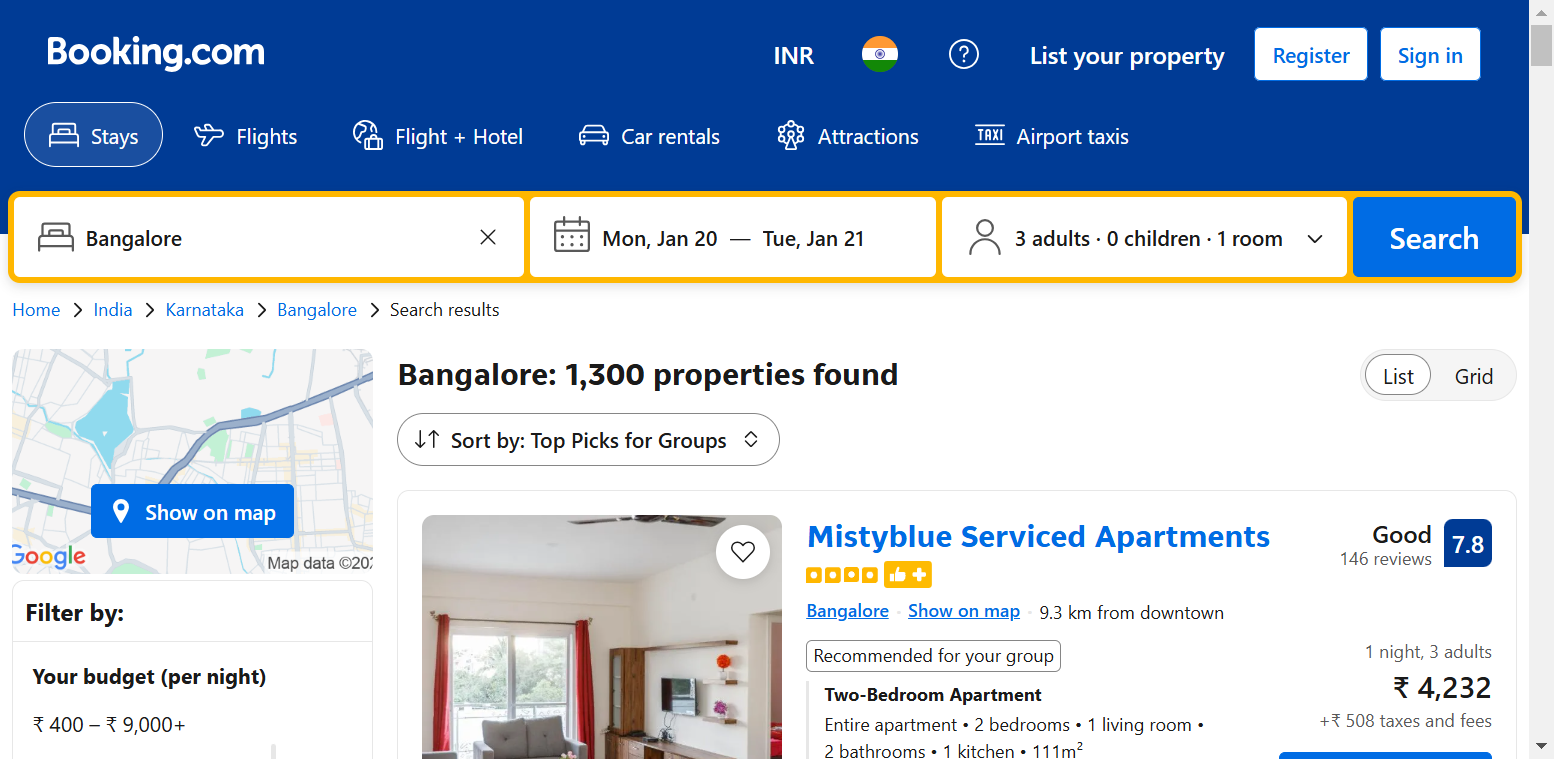 Booking.com
INR
List your property
Register
Sign in
Stays
Flights
Flight + Hotel
Car rentals
Attractions
TAXI
Airport taxis
Bangalore
Mon, Jan 20 — Tue, Jan 21
3 adults · 0 children · 1 room
Search
Home
India
Karnataka
Bangalore
Search results
Show on map
Google
Map data ©202
Filter by:
Your budget (per night)
₹ 400 – ₹ 9,000+
Bangalore: 1,300 properties found
List
Grid
Sort by: Top Picks for Groups
Mistyblue Serviced Apartments
Good
146 reviews
7.8
Bangalore
Show on map
9.3 km from downtown
Recommended for your group
Two-Bedroom Apartment
Entire apartment • 2 bedrooms • 1 living room •
2 bathrooms • 1 kitchen • 111m²
1 night, 3 adults
₹ 4,232
+₹ 508 taxes and fees